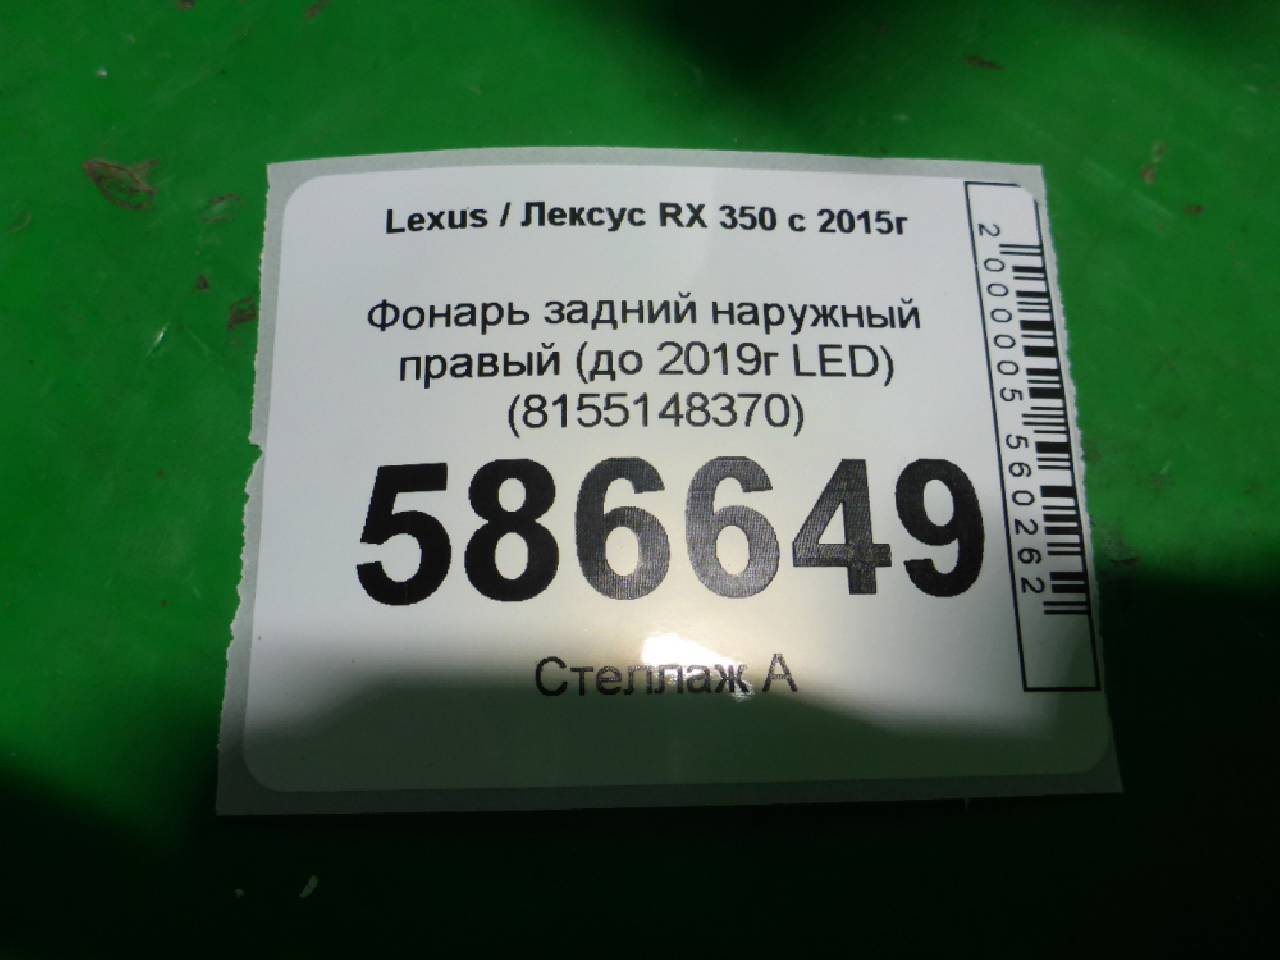 Lexus / Лексус RX 350 с 2015г
Фонарь задний наружный
правый (до 2019г LED)
(8155148370)
586649
Стеллаж А
2000005560262